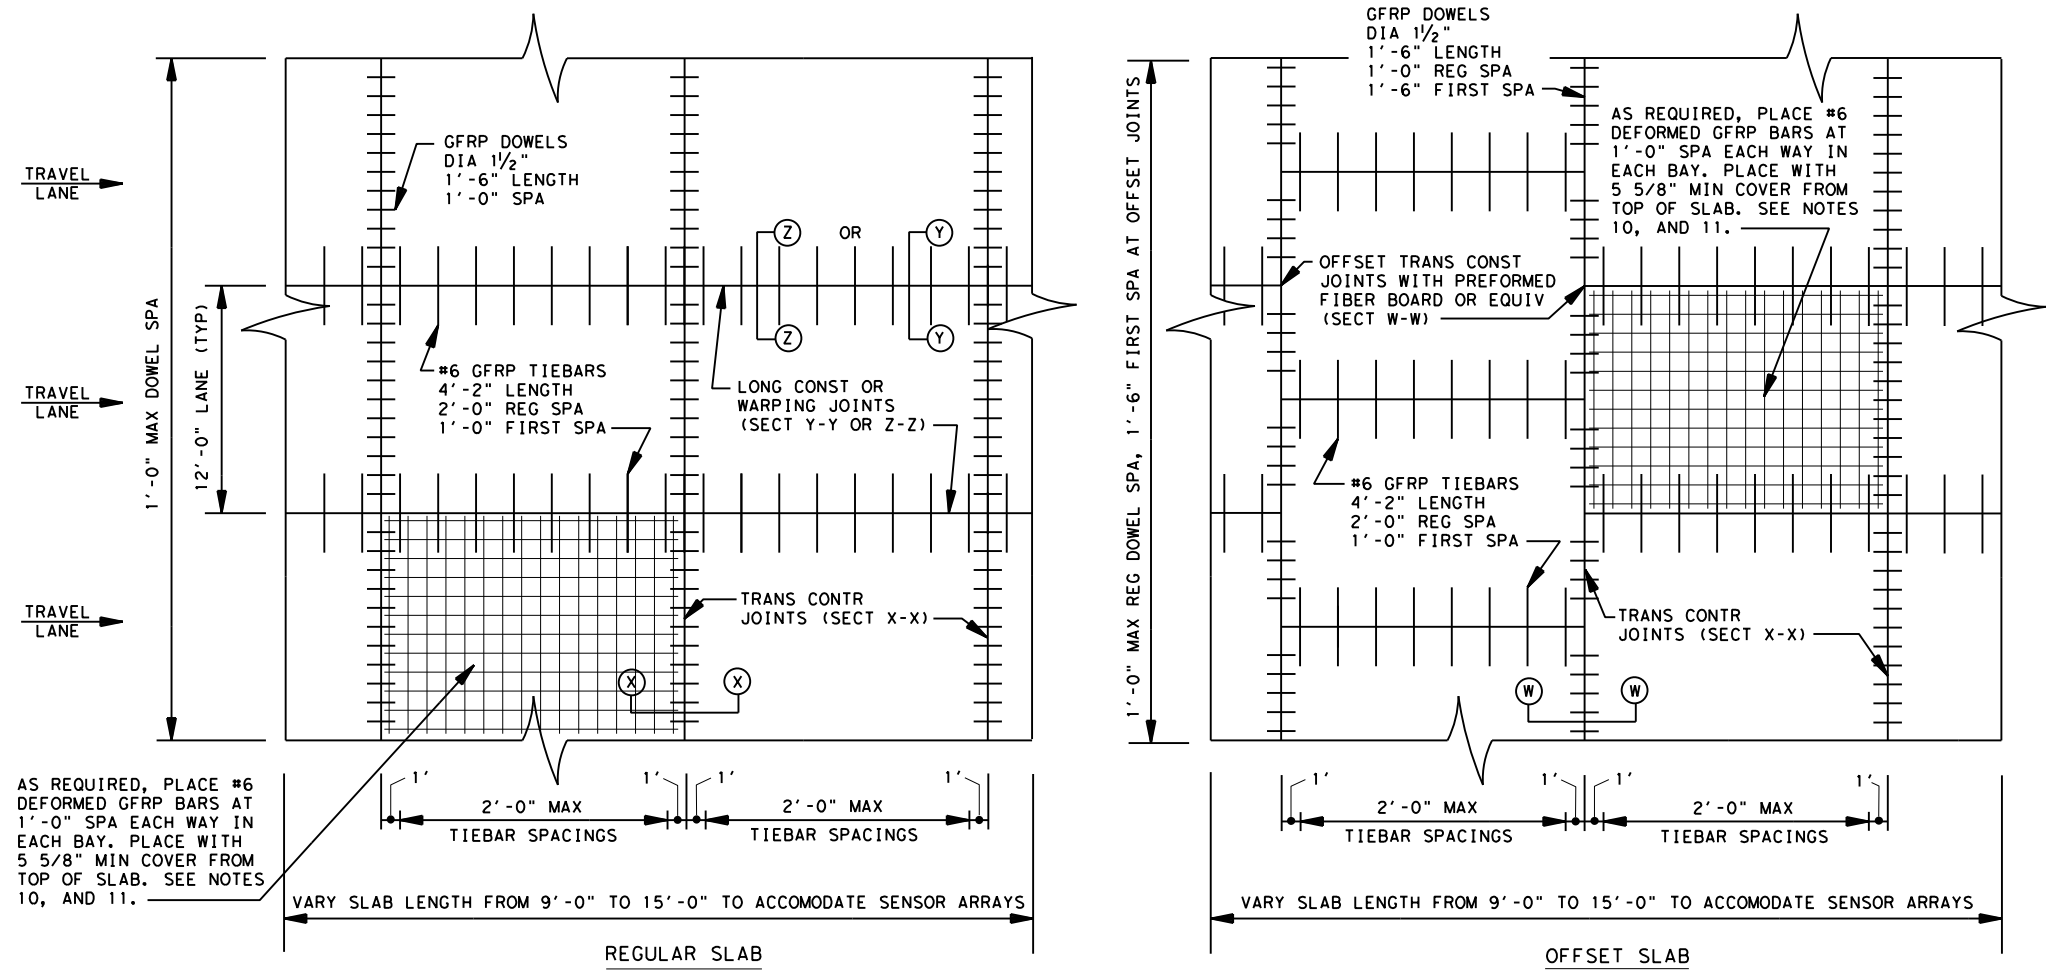 GFRP DOWELS
DIA 1 1/2"
1'-6" LENGTH
1'-0" SPA
TRAVEL
LANE
TRAVEL
LANE
TRAVEL
LANE
1'-0" MAX DOWEL SPA
12'-0" LANE (TYP)
Z
OR
Y
Z
Y
#6 GFRP TIEBARS
4'-2" LENGTH
2'-0" REG SPA
1'-0" FIRST SPA
LONG CONST OR
WARPING JOINTS
(SECT Y-Y OR Z-Z)
TRANS CONTR
JOINTS (SECT X-X)
X
X
AS REQUIRED, PLACE #6
DEFORMED GFRP BARS AT
1'-0" SPA EACH WAY IN
EACH BAY. PLACE WITH
5 5/8" MIN COVER FROM
TOP OF SLAB. SEE NOTES
10, AND 11.
1'
1'
1'
1'
2'-0" MAX
TIEBAR SPACINGS
2'-0" MAX
TIEBAR SPACINGS
VARY SLAB LENGTH FROM 9'-0" TO 15'-0" TO ACCOMODATE SENSOR ARRAYS
REGULAR SLAB
GFRP DOWELS
DIA 1 1/2"
1'-6" LENGTH
1'-0" REG SPA
1'-6" FIRST SPA
AS REQUIRED, PLACE #6
DEFORMED GFRP BARS AT
1'-0" SPA EACH WAY IN
EACH BAY. PLACE WITH
5 5/8" MIN COVER FROM
TOP OF SLAB. SEE NOTES
10, AND 11.
1'-0" MAX REG DOWEL SPA, 1'-6" FIRST SPA AT OFFSET JOINTS
OFFSET TRANS CONST
JOINTS WITH PREFORMED
FIBER BOARD OR EQUIV
(SECT W-W)
#6 GFRP TIEBARS
4'-2" LENGTH
2'-0" REG SPA
1'-0" FIRST SPA
TRANS CONTR
JOINTS (SECT X-X)
W
W
1'
1'
1'
1'
2'-0" MAX
TIEBAR SPACINGS
2'-0" MAX
TIEBAR SPACINGS
VARY SLAB LENGTH FROM 9'-0" TO 15'-0" TO ACCOMODATE SENSOR ARRAYS
OFFSET SLAB